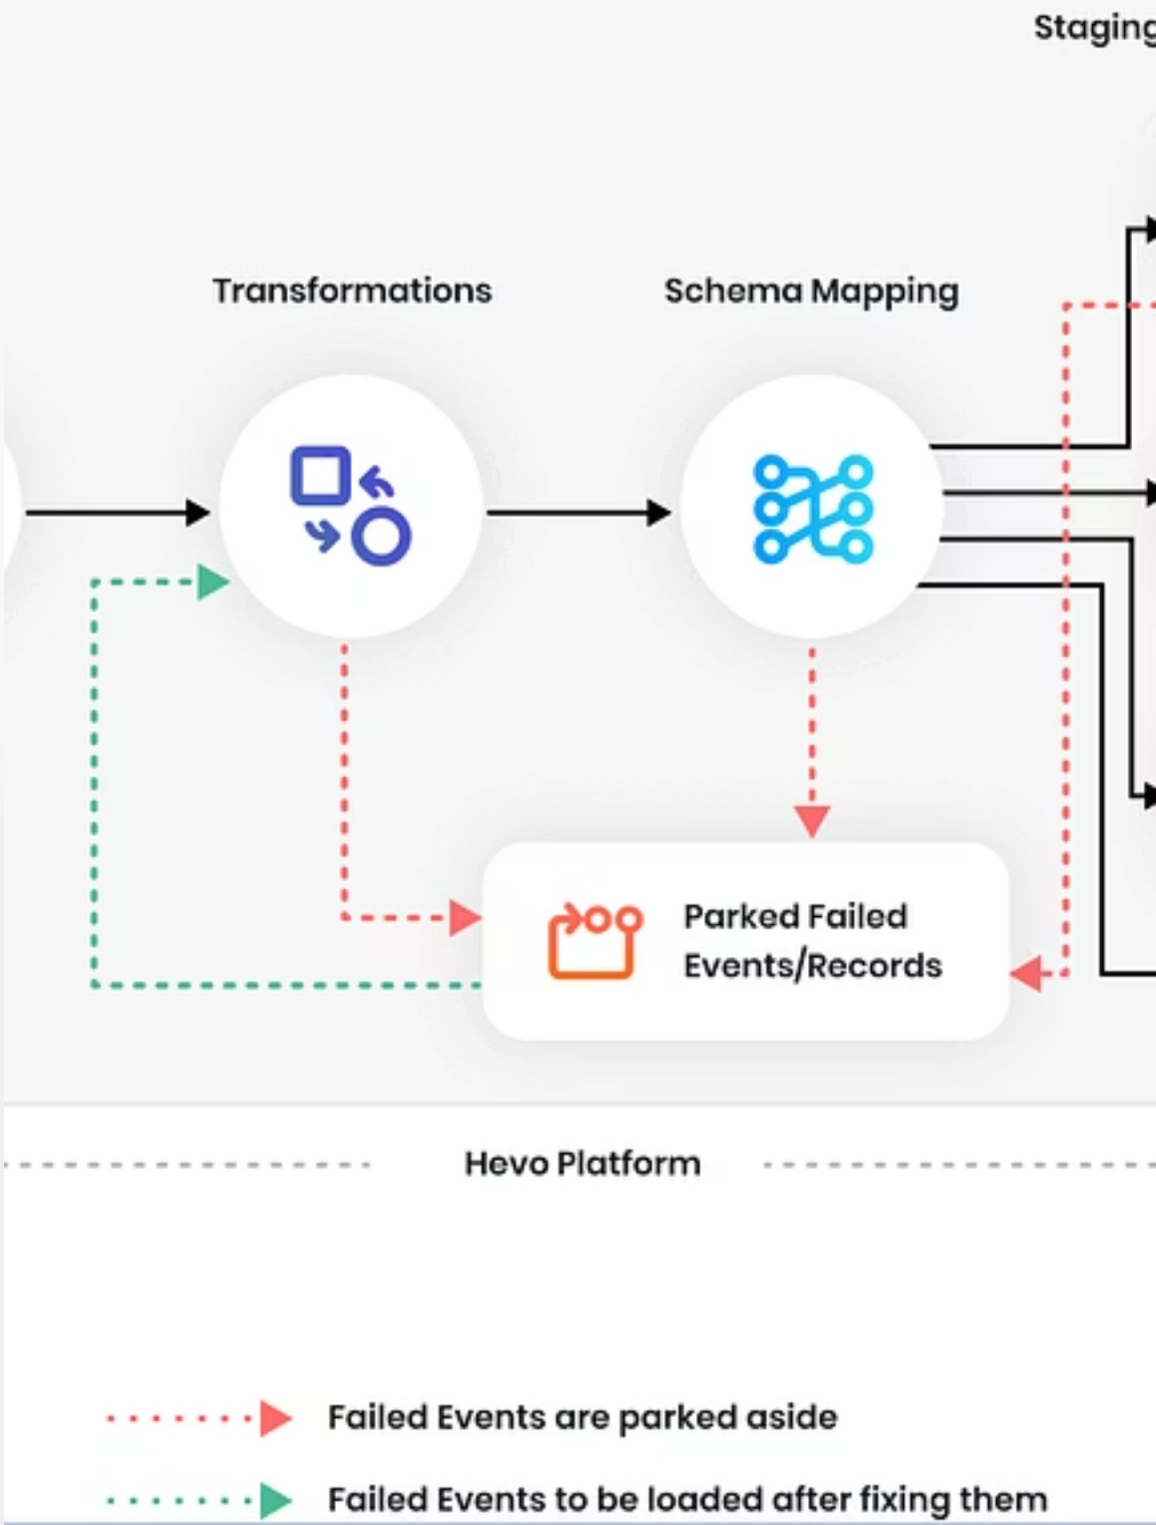 Staging
Transformations
Schema Mapping
Parked Failed
Events/Records
Hevo Platform
Failed Events are parked aside
Failed Events to be loaded after fixing them